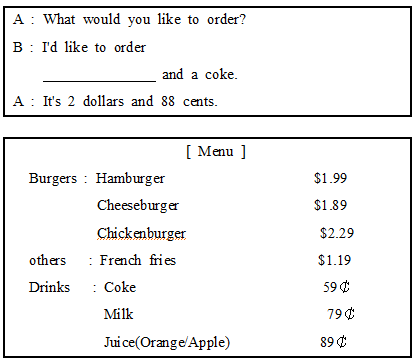 A : What would you like to order?
B : I'd like to order
_______________ and a coke.
A : It's 2 dollars and 88 cents.
[ Menu ]
Burgers : Hamburger $1.99
Cheeseburger $1.89
Chickenburger $2.29
others : French fries $1.19
Drinks : Coke 59₵
Milk 79₵
Juice(Orange/Apple) 89₵